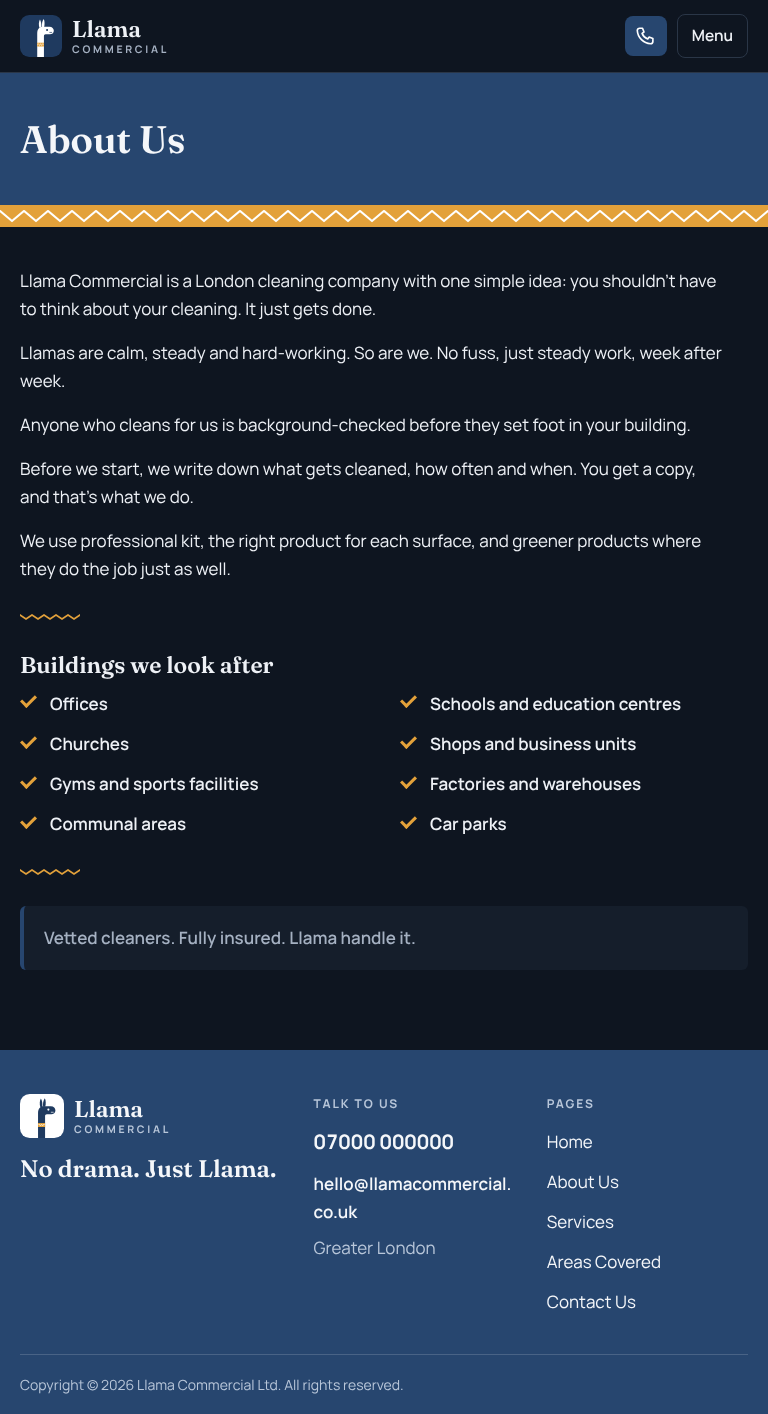 Llama
COMMERCIAL
Menu
About Us
Llama Commercial is a London cleaning company with one simple idea: you shouldn't have
to think about your cleaning. It just gets done.
Llamas are calm, steady and hard-working. So are we. No fuss, just steady work, week after
week.
Anyone who cleans for us is background-checked before they set foot in your building.
Before we start, we write down what gets cleaned, how often and when. You get a copy,
and that's what we do.
We use professional kit, the right product for each surface, and greener products where
they do the job just as well.
Buildings we look after
Offices
Schools and education centres
Churches
Shops and business units
Gyms and sports facilities
Factories and warehouses
Communal areas
Car parks
Vetted cleaners. Fully insured. Llama handle it.
Llama
COMMERCIAL
No drama. Just Llama.
TALK TO US
07000 000000
hello@llamacommercial.
co.uk
Greater London
PAGES
Home
About Us
Services
Areas Covered
Contact Us
Copyright © 2026 Llama Commercial Ltd. All rights reserved.